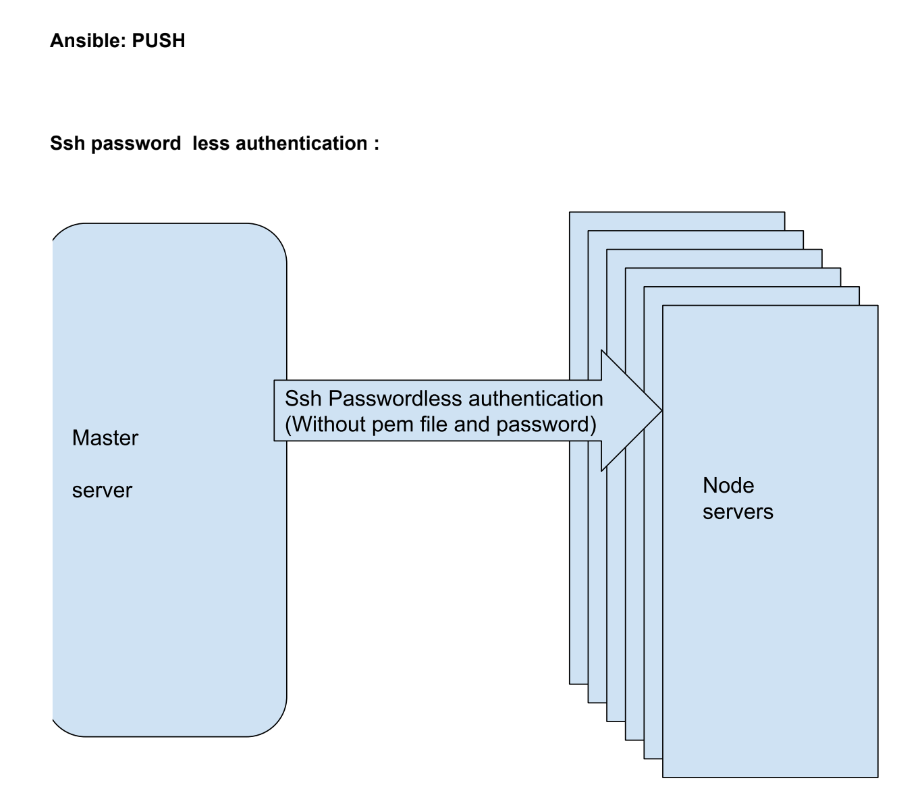 Ansible: PUSH
Ssh password  less authentication :
Ssh Passwordless authentication
(Without pem file and password)
Master
server
Node
servers